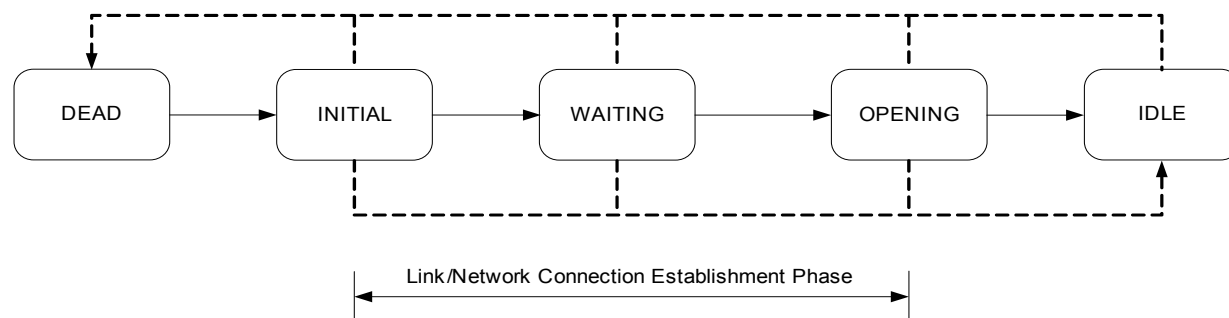 DEAD
INITIAL
WAITING
OPENING
IDLE
Link/Network Connection Establishment Phase